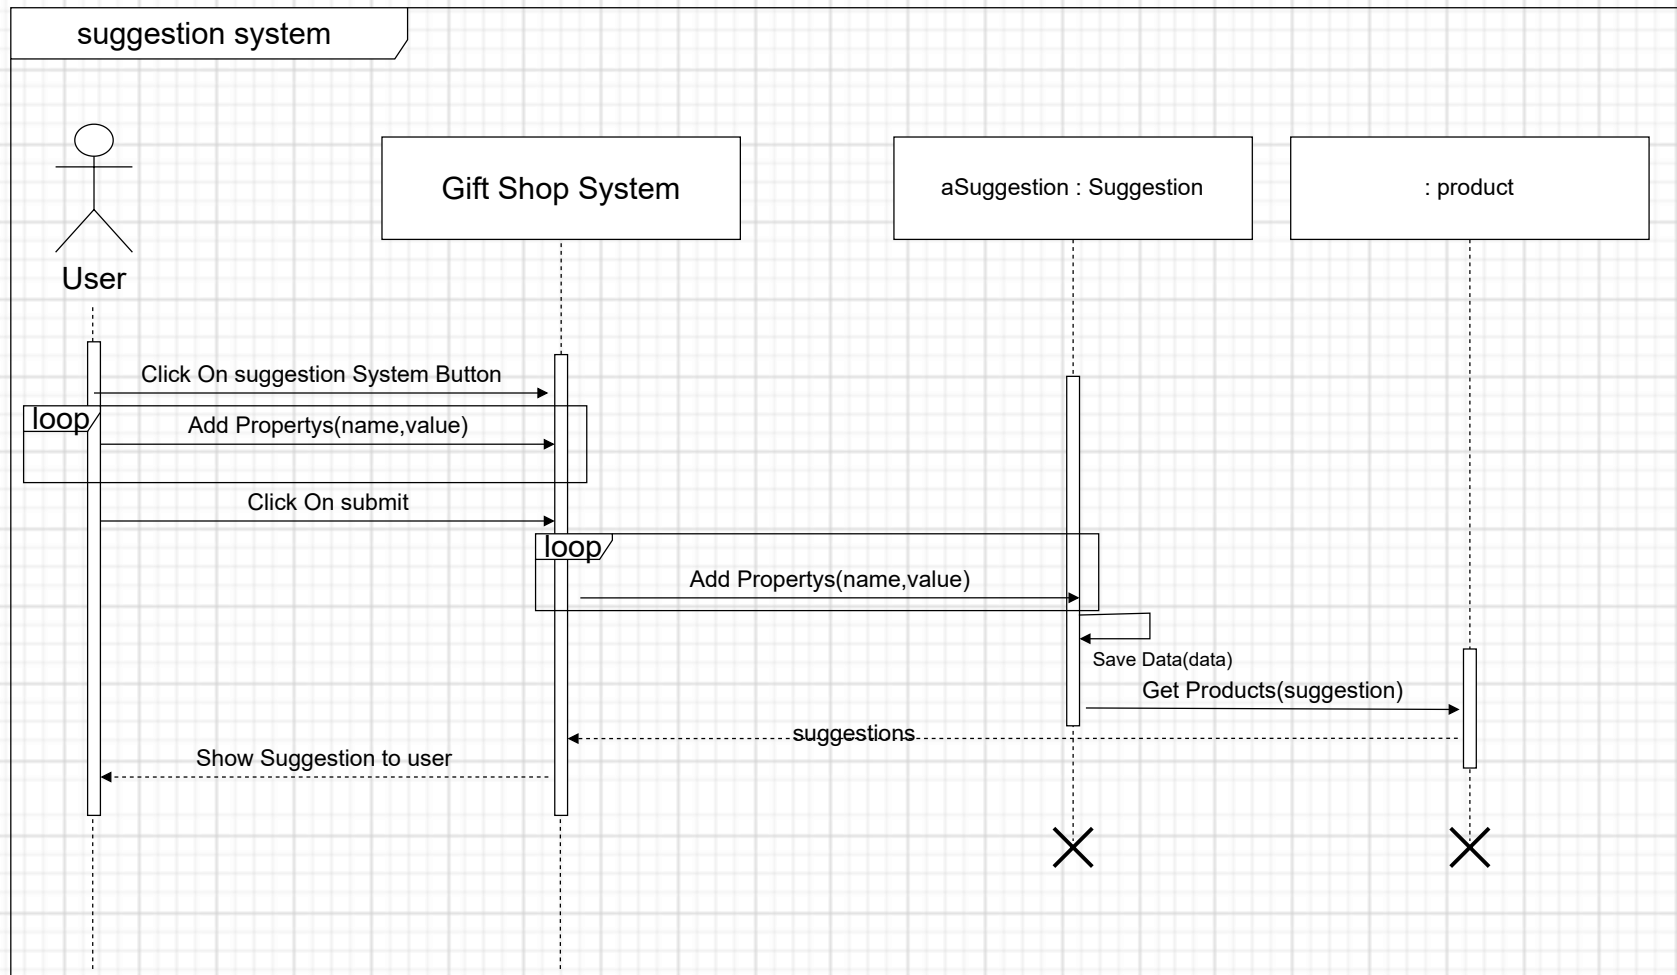 suggestion system
Gift Shop System
aSuggestion : Suggestion
: product
User
Click On suggestion System Button
loop
Add Propertys(name,value)
Click On submit
loop
Add Propertys(name,value)
Save Data(data)
Get Products(suggestion)
suggestions
Show Suggestion to user